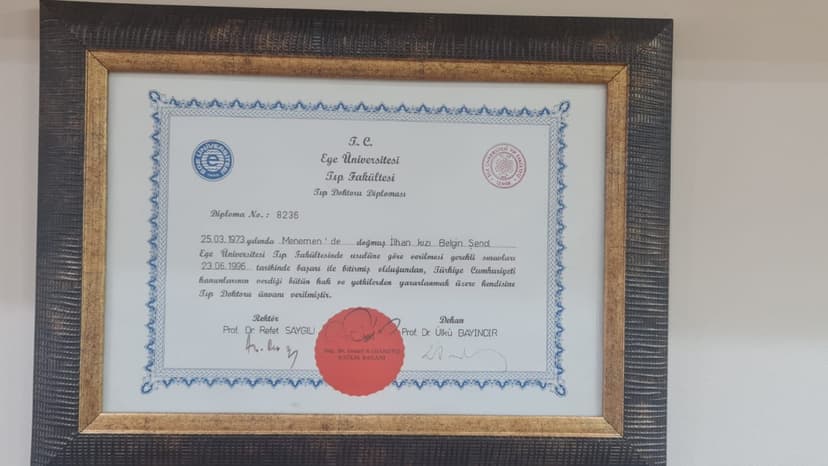 T. C.
Ege Üniversitesi
Tıp Fakültesi
Tıp Doktoru Diploması
Diploma No. : 8236
25.03.1973 yılında Menemen'de doğmuş İlhan kızı Belgin Şend
Ege Üniversitesi Tıp Fakültesinde usulüne göre verilmesi gerekli sınavları
23.06.1996 tarihinde başarı ile bitirmiş olduğundan, Türkiye Cumhuriyeti
kanunlarının verdiği bütün hak ve yetkilerden yararlanmak üzere kendisine
Tıp Doktoru ünvanı verilmiştir.
Rektör
Prof. Dr. Refet SAYGILI
Dekan
Prof. Dr. Ülkü BAYINDIR
SAĞLIK BAKANI